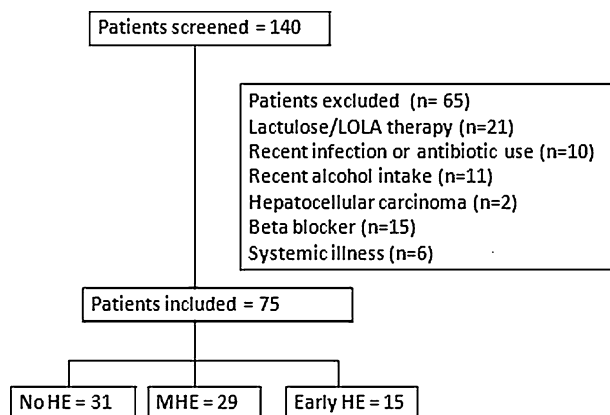 Patients screened = 140
Patients excluded (n= 65)
Lactulose/LOLA therapy (n=21)
Recent infection or antibiotic use (n=10)
Recent alcohol intake (n=11)
Hepatocellular carcinoma (n=2)
Beta blocker (n=15)
Systemic illness (n=6)
Patients included = 75
No HE = 31
MHE = 29
Early HE = 15